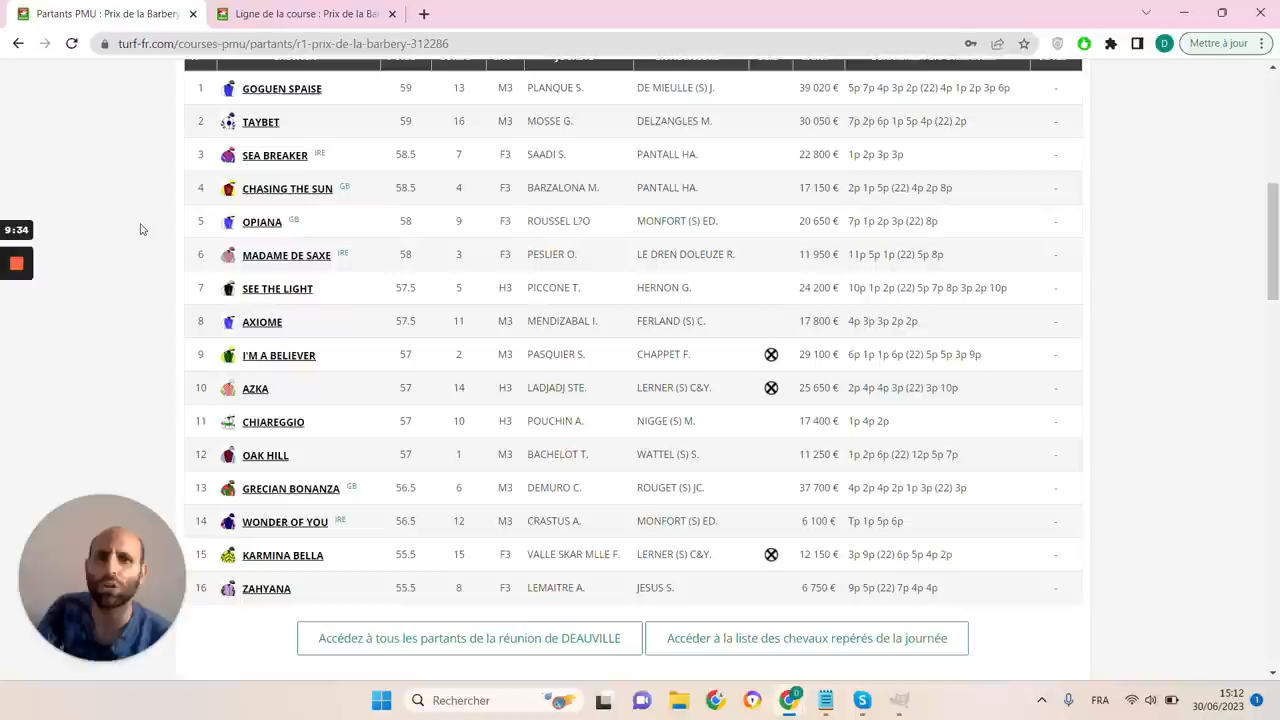 Partants PMU : Prix de la Barbery
Ligne de la course : Prix de la Bar
turf-fr.com/courses-pmu/partants/r1-prix-de-la-barbery-312286
D
Mettre à jour
1 GOGUEN SPAISE 59 13 M3 PLANQUE S. DE MIEULLE (S) J. 39 020 € 5p 7p 4p 3p 2p (22) 4p 1p 2p 3p 6p -
2 TAYBET 59 16 M3 MOSSE G. DELZANGLES M. 30 050 € 7p 2p 6p 1p 5p 4p (22) 2p -
3 SEA BREAKER IRE 58.5 7 F3 SAADI S. PANTALL HA. 22 800 € 1p 2p 3p 3p -
4 CHASING THE SUN GB 58.5 4 F3 BARZALONA M. PANTALL HA. 17 150 € 2p 1p 5p (22) 4p 2p 8p -
5 OPIANA GB 58 9 F3 ROUSSEL L?O MONFORT (S) ED. 20 650 € 7p 1p 2p 3p (22) 8p -
6 MADAME DE SAXE IRE 58 3 F3 PESLIER O. LE DREN DOLEUZE R. 11 950 € 11p 5p 1p (22) 5p 8p -
7 SEE THE LIGHT 57.5 5 H3 PICCONE T. HERNON G. 24 200 € 10p 1p 2p (22) 5p 7p 8p 3p 2p 10p -
8 AXIOME 57.5 11 M3 MENDIZABAL I. FERLAND (S) C. 17 800 € 4p 3p 3p 2p 2p -
9:34
9 I'M A BELIEVER 57 2 M3 PASQUIER S. CHAPPET F. 29 100 € 6p 1p 1p 6p (22) 5p 5p 3p 9p -
10 AZKA 57 14 H3 LADJADJ STE. LERNER (S) C&Y. 25 650 € 2p 4p 4p 3p (22) 3p 10p -
11 CHIAREGGIO 57 10 H3 POUCHIN A. NIGGE (S) M. 17 400 € 1p 4p 2p -
12 OAK HILL 57 1 M3 BACHELOT T. WATTEL (S) S. 11 250 € 1p 2p 6p (22) 12p 5p 7p -
13 GRECIAN BONANZA GB 56.5 6 M3 DEMURO C. ROUGET (S) JC. 37 700 € 4p 2p 4p 2p 1p 3p (22) 3p -
14 WONDER OF YOU IRE 56.5 12 M3 CRASTUS A. MONFORT (S) ED. 6 100 € Tp 1p 5p 6p -
15 KARMINA BELLA 55.5 15 F3 VALLE SKAR MLLE F. LERNER (S) C&Y. 12 150 € 3p 9p (22) 6p 5p 4p 2p -
16 ZAHYANA 55.5 8 F3 LEMAITRE A. JESUS S. 6 750 € 9p 5p (22) 7p 4p 4p -
Accédez à tous les partants de la réunion de DEAUVILLE
Accéder à la liste des chevaux repérés de la journée
Rechercher
FRA
15:12
30/06/2023